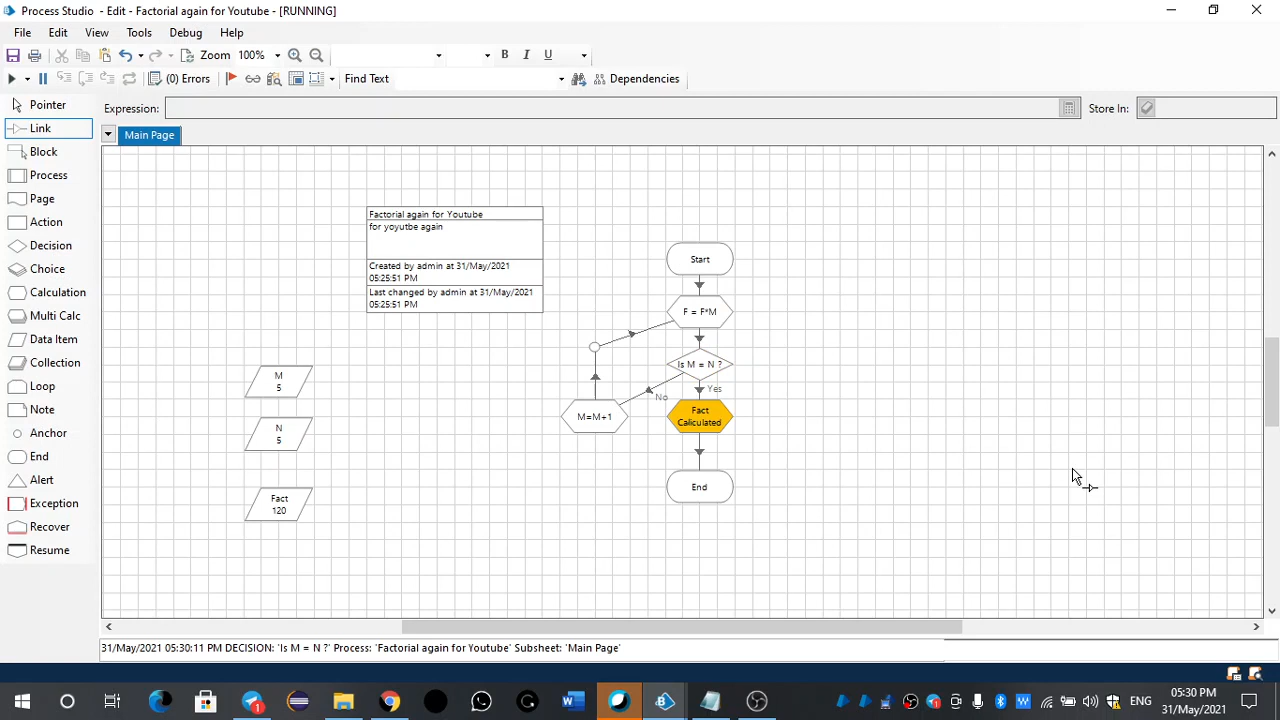 Process Studio - Edit - Factorial again for Youtube - [RUNNING]
File Edit View Tools Debug Help
Zoom 100% B I U
(0) Errors Find Text Dependencies
Pointer
Link
Block
Process
Page
Action
Decision
Choice
Calculation
Multi Calc
Data Item
Collection
Loop
Note
Anchor
End
Alert
Exception
Recover
Resume
Expression: Store In:
Main Page
Factorial again for Youtube
for yoyutbe again
Created by admin at 31/May/2021
05:25:51 PM
Last changed by admin at 31/May/2021
05:25:51 PM
Start
F = F*M
Is M = N ?
Yes
No
M=M+1
Fact
Caliculated
End
M
5
N
5
Fact
120
31/May/2021 05:30:11 PM DECISION: 'Is M = N ?' Process: 'Factorial again for Youtube' Subsheet: 'Main Page'
ENG
05:30 PM
31/May/2021